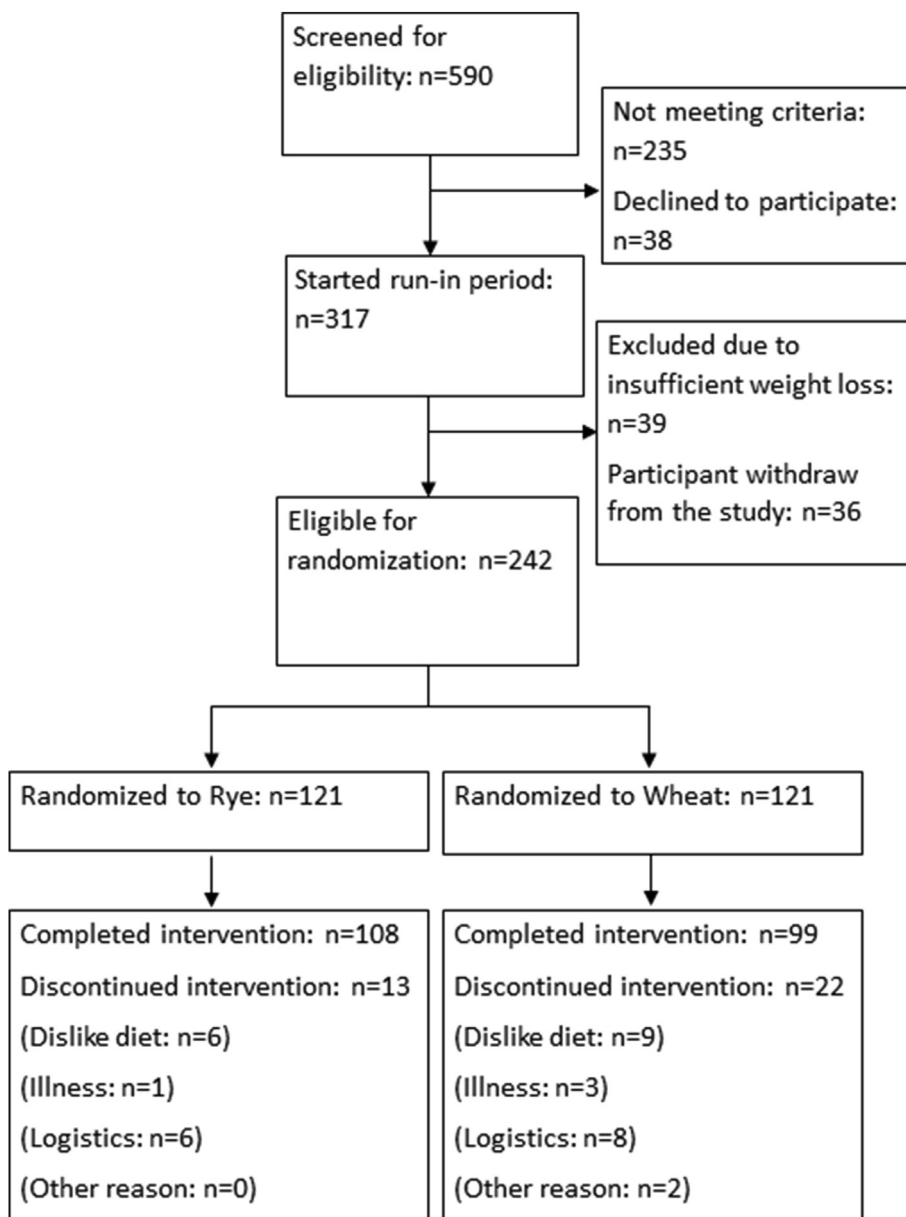 Screened for
eligibility: n=590
Not meeting criteria:
n=235
Declined to participate:
n=38
Started run-in period:
n=317
Excluded due to
insufficient weight loss:
n=39
Participant withdraw
from the study: n=36
Eligible for
randomization: n=242
Randomized to Rye: n=121
Randomized to Wheat: n=121
Completed intervention: n=108
Discontinued intervention: n=13
(Dislike diet: n=6)
(Illness: n=1)
(Logistics: n=6)
(Other reason: n=0)
Completed intervention: n=99
Discontinued intervention: n=22
(Dislike diet: n=9)
(Illness: n=3)
(Logistics: n=8)
(Other reason: n=2)